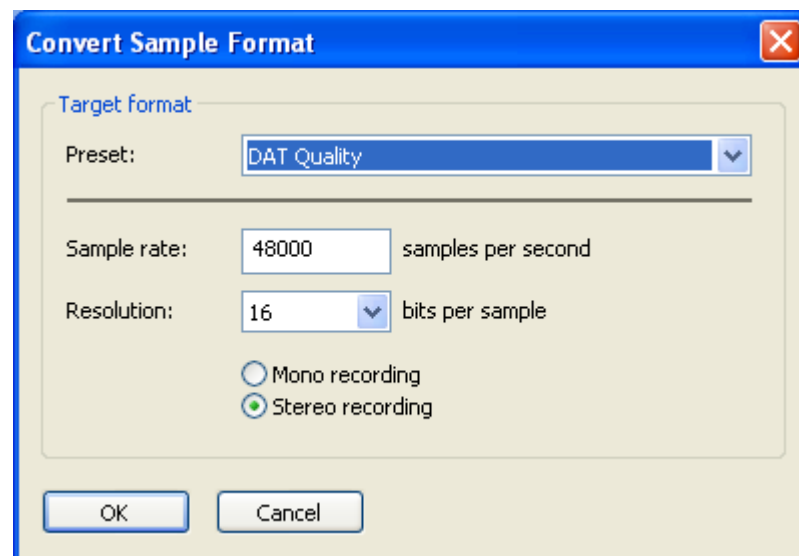 Convert Sample Format
Target format
Preset: DAT Quality
Sample rate: 48000 samples per second
Resolution: 16 bits per sample
Mono recording
Stereo recording
OK Cancel